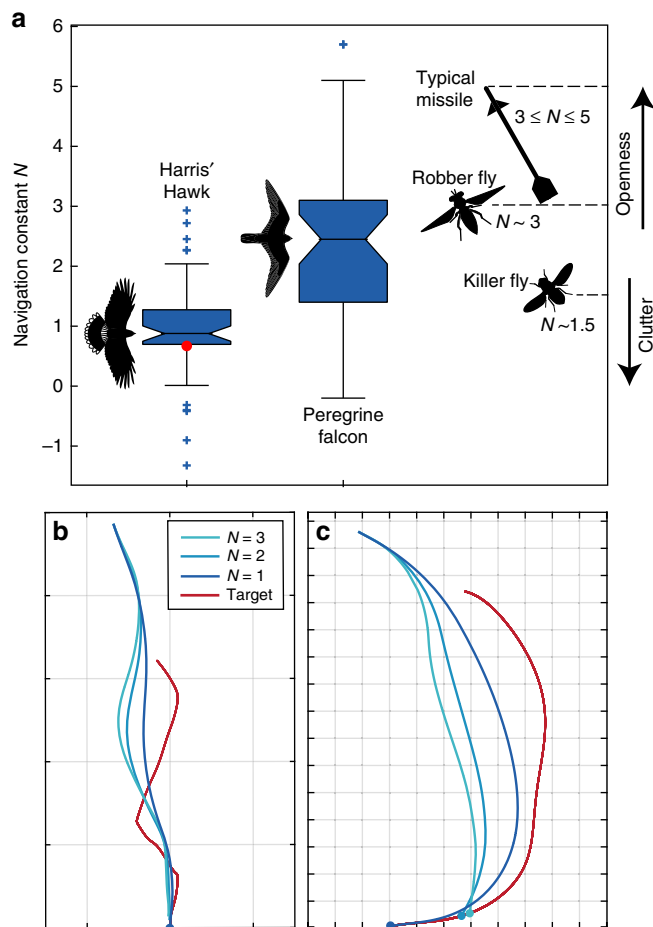 a
6
5
4
3
2
1
0
–1
Navigation constant N
Harris'
Hawk
Peregrine
falcon
Typical
missile
3 ≤ N ≤ 5
Robber fly
N ~ 3
Killer fly
N ~1.5
Openness
Clutter
b
N = 3
N = 2
N = 1
Target
c